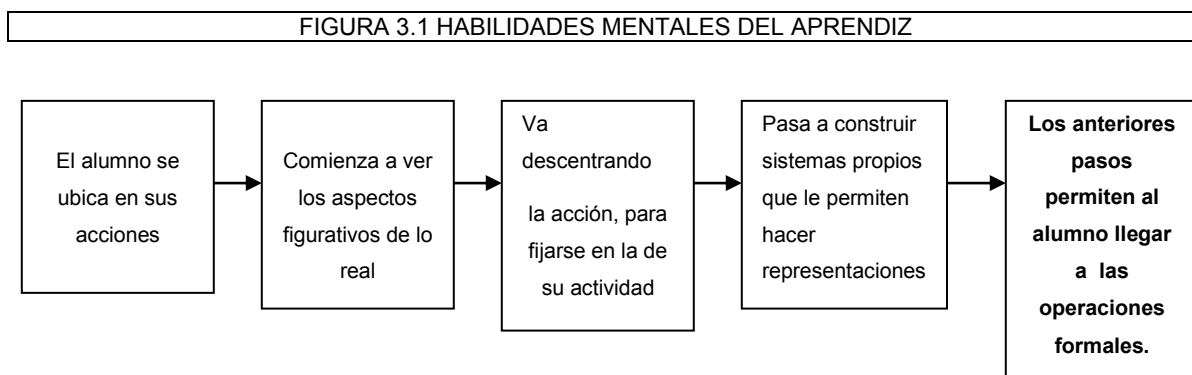 FIGURA 3.1 HABILIDADES MENTALES DEL APRENDIZ
El alumno se
ubica en sus
acciones
Comienza a ver
los aspectos
figurativos de lo
real
Va
descentrando
la acción, para
fijarse en la de
su actividad
Pasa a construir
sistemas propios
que le permiten
hacer
representaciones
Los anteriores
pasos
permiten al
alumno llegar
a las
operaciones
formales.